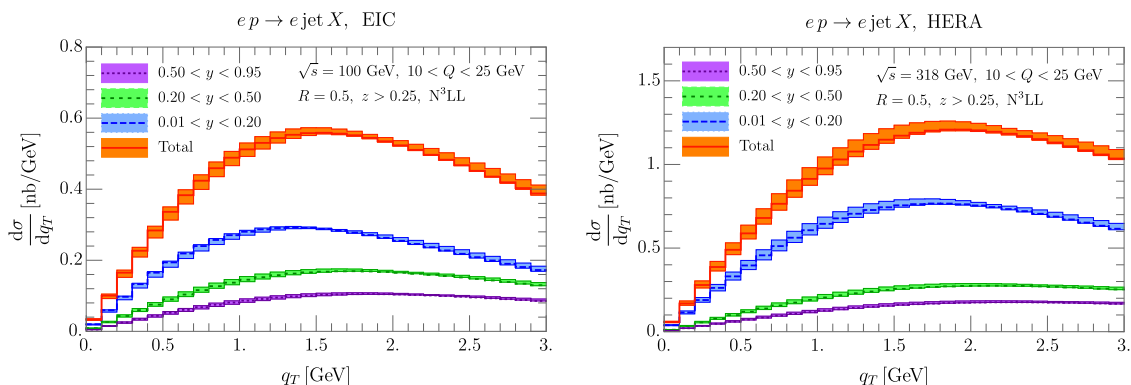 e p → e jet X, EIC
0.8
0.6
0.4
0.2
0.
dσ/dq_T [nb/GeV]
0.50 < y < 0.95
0.20 < y < 0.50
0.01 < y < 0.20
Total
√s = 100 GeV, 10 < Q < 25 GeV
R = 0.5, z > 0.25, N³LL
0. 0.5 1. 1.5 2. 2.5 3.
q_T [GeV]
e p → e jet X, HERA
1.5
1.
0.5
0.
dσ/dq_T [nb/GeV]
0.50 < y < 0.95
0.20 < y < 0.50
0.01 < y < 0.20
Total
√s = 318 GeV, 10 < Q < 25 GeV
R = 0.5, z > 0.25, N³LL
0. 0.5 1. 1.5 2. 2.5 3.
q_T [GeV]